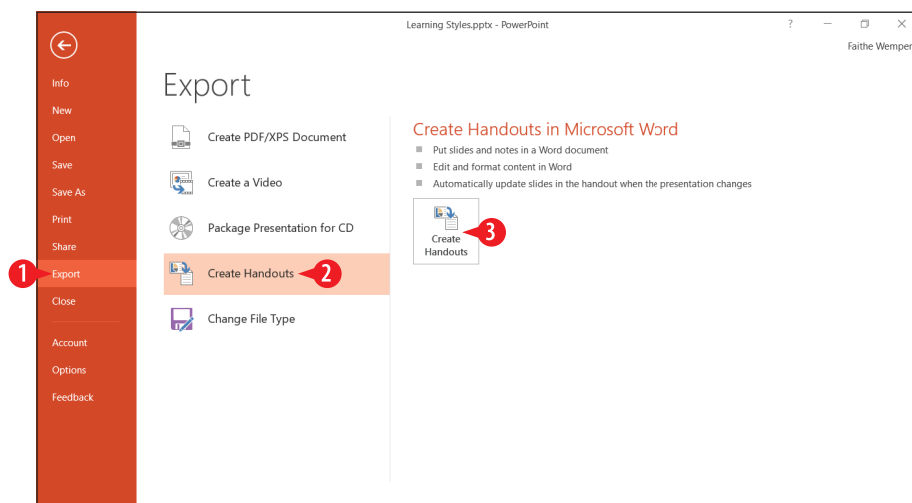 Learning Styles.pptx - PowerPoint
?
Faithe Wemper
Info
New
Open
Save
Save As
Print
Share
1
Export
Close
Account
Options
Feedback
Export
Create PDF/XPS Document
Create a Video
Package Presentation for CD
Create Handouts
2
Change File Type
Create Handouts in Microsoft Word
Put slides and notes in a Word document
Edit and format content in Word
Automatically update slides in the handout when the presentation changes
Create
Handouts
3